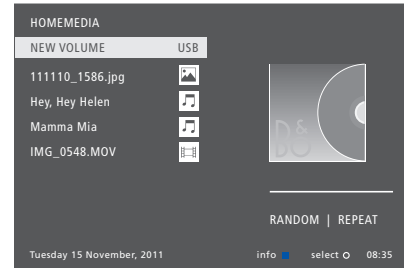 HOMEMEDIA
NEW VOLUME USB
111110_1586.jpg
Hey, Hey Helen
Mamma Mia
IMG_0548.MOV
B&O
RANDOM | REPEAT
Tuesday 15 November, 2011 info select 08:35